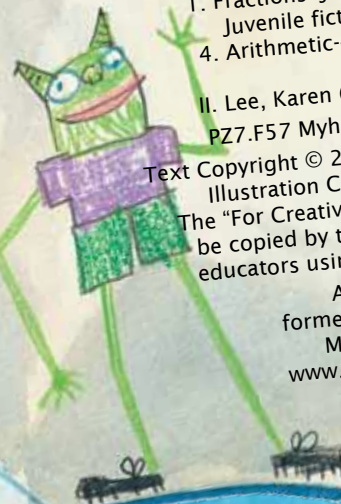 1. Fractions-
Juvenile fict
4. Arithmetic-
II. Lee, Karen
PZ7.F57 Myh
Text Copyright © 2
Illustration C
The “For Creativ
be copied by t
educators usin
A
forme
M
www.